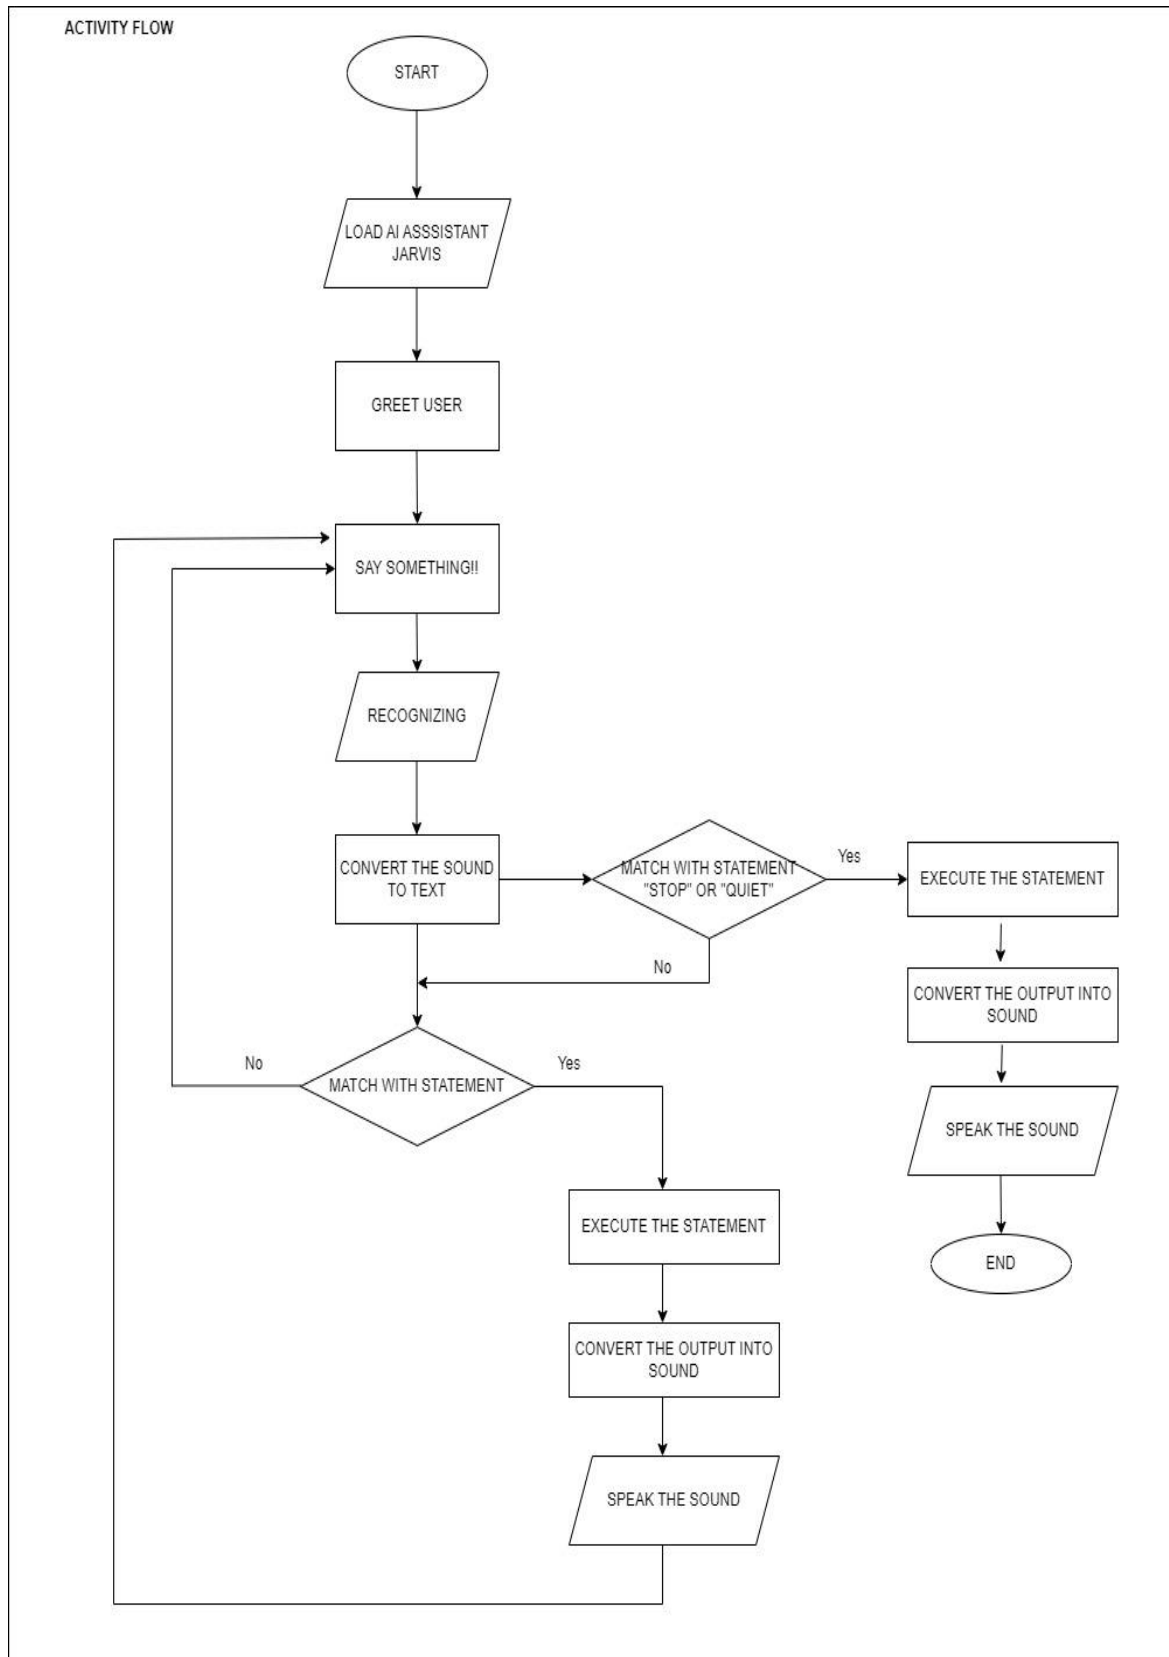 ACTIVITY FLOW
START
LOAD AI ASSSISTANT
JARVIS
GREET USER
SAY SOMETHING!!
RECOGNIZING
CONVERT THE SOUND
TO TEXT
MATCH WITH STATEMENT
"STOP" OR "QUIET"
Yes
EXECUTE THE STATEMENT
No
CONVERT THE OUTPUT INTO
SOUND
No
MATCH WITH STATEMENT
Yes
SPEAK THE SOUND
EXECUTE THE STATEMENT
END
CONVERT THE OUTPUT INTO
SOUND
SPEAK THE SOUND